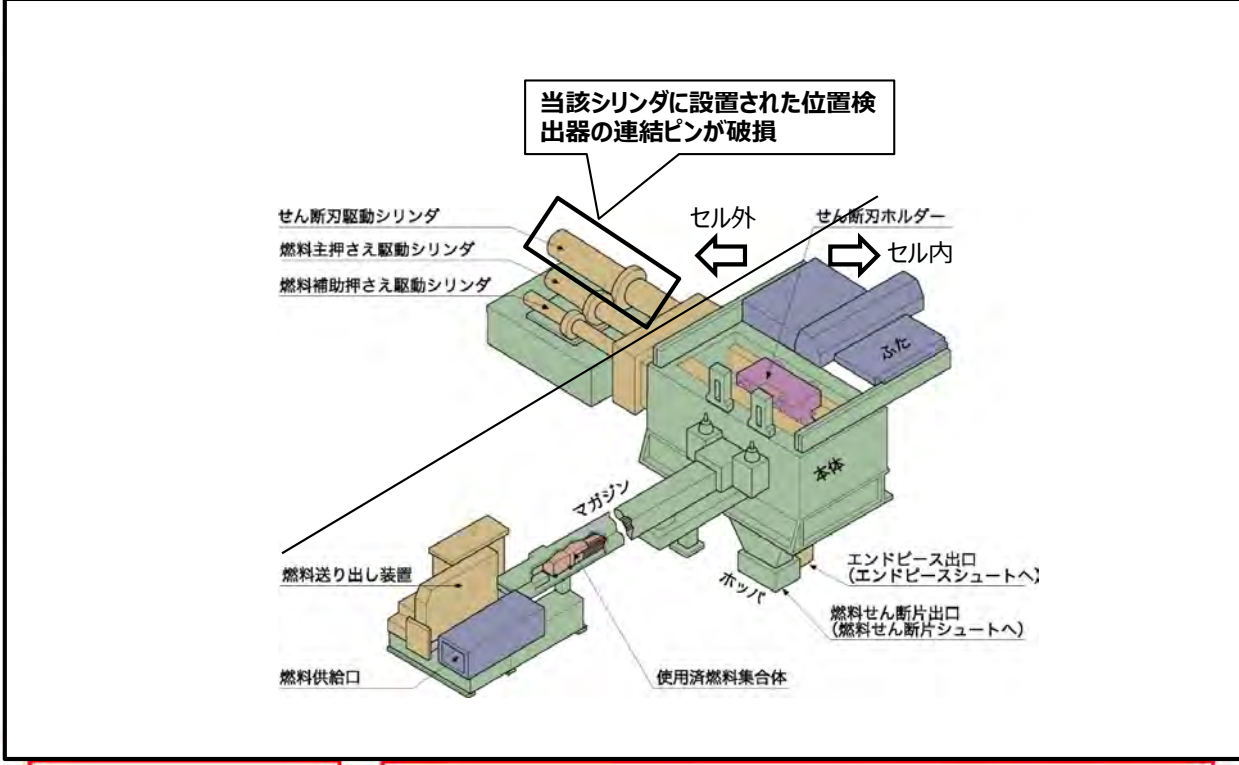 当該シリンダに設置された位置検
出器の連結ピンが破損
せん断刃駆動シリンダ
セル外
せん断刃ホルダー
燃料主押さえ駆動シリンダ
セル内
燃料補助押さえ駆動シリンダ
ふた
本体
マガジン
エンドピース出口
(エンドピースシュートへ)
燃料送り出し装置
ホッパ
燃料せん断片出口
(燃料せん断片シュートへ)
燃料供給口
使用済燃料集合体